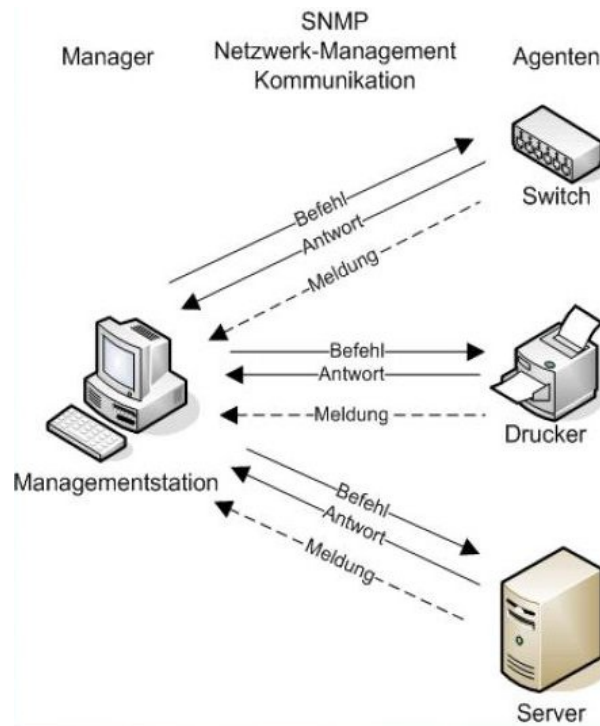 SNMP
Manager
Netzwerk-Management
Agenten
Kommunikation
Switch
Befehl
Antwort
Meldung
Befehl
Antwort
Meldung
Drucker
Managementstation
Befehl
Antwort
Meldung
Server